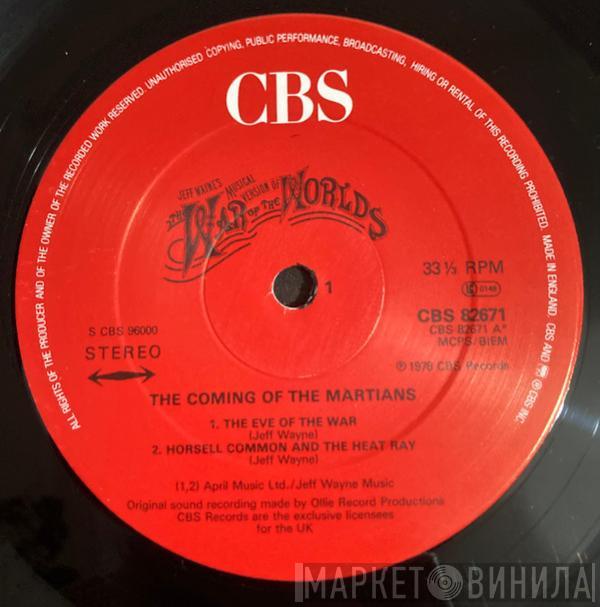 ALL RIGHTS OF THE PRODUCER AND OF THE OWNER OF THE RECORDED WORK RESERVED. UNAUTHORISED COPYING, PUBLIC PERFORMANCE, BROADCASTING, HIRING OR RENTAL OF THIS RECORDING PROHIBITED. MADE IN ENGLAND. CBS AND ® © CBS INC.
CBS
JEFF WAYNE'S
MUSICAL
VERSION OF
THE WAR OF THE WORLDS
1
33⅓ RPM
0149
S CBS 96000
STEREO
CBS 82671
CBS 82671 A*
MCPS/BIEM
℗ 1978 CBS Records
THE COMING OF THE MARTIANS
1. THE EVE OF THE WAR
(Jeff Wayne)
2. HORSELL COMMON AND THE HEAT RAY
(Jeff Wayne)
(1,2) April Music Ltd./Jeff Wayne Music
Original sound recording made by Ollie Record Productions
CBS Records are the exclusive licensees
for the UK
МАРКЕТ ВИНИЛА